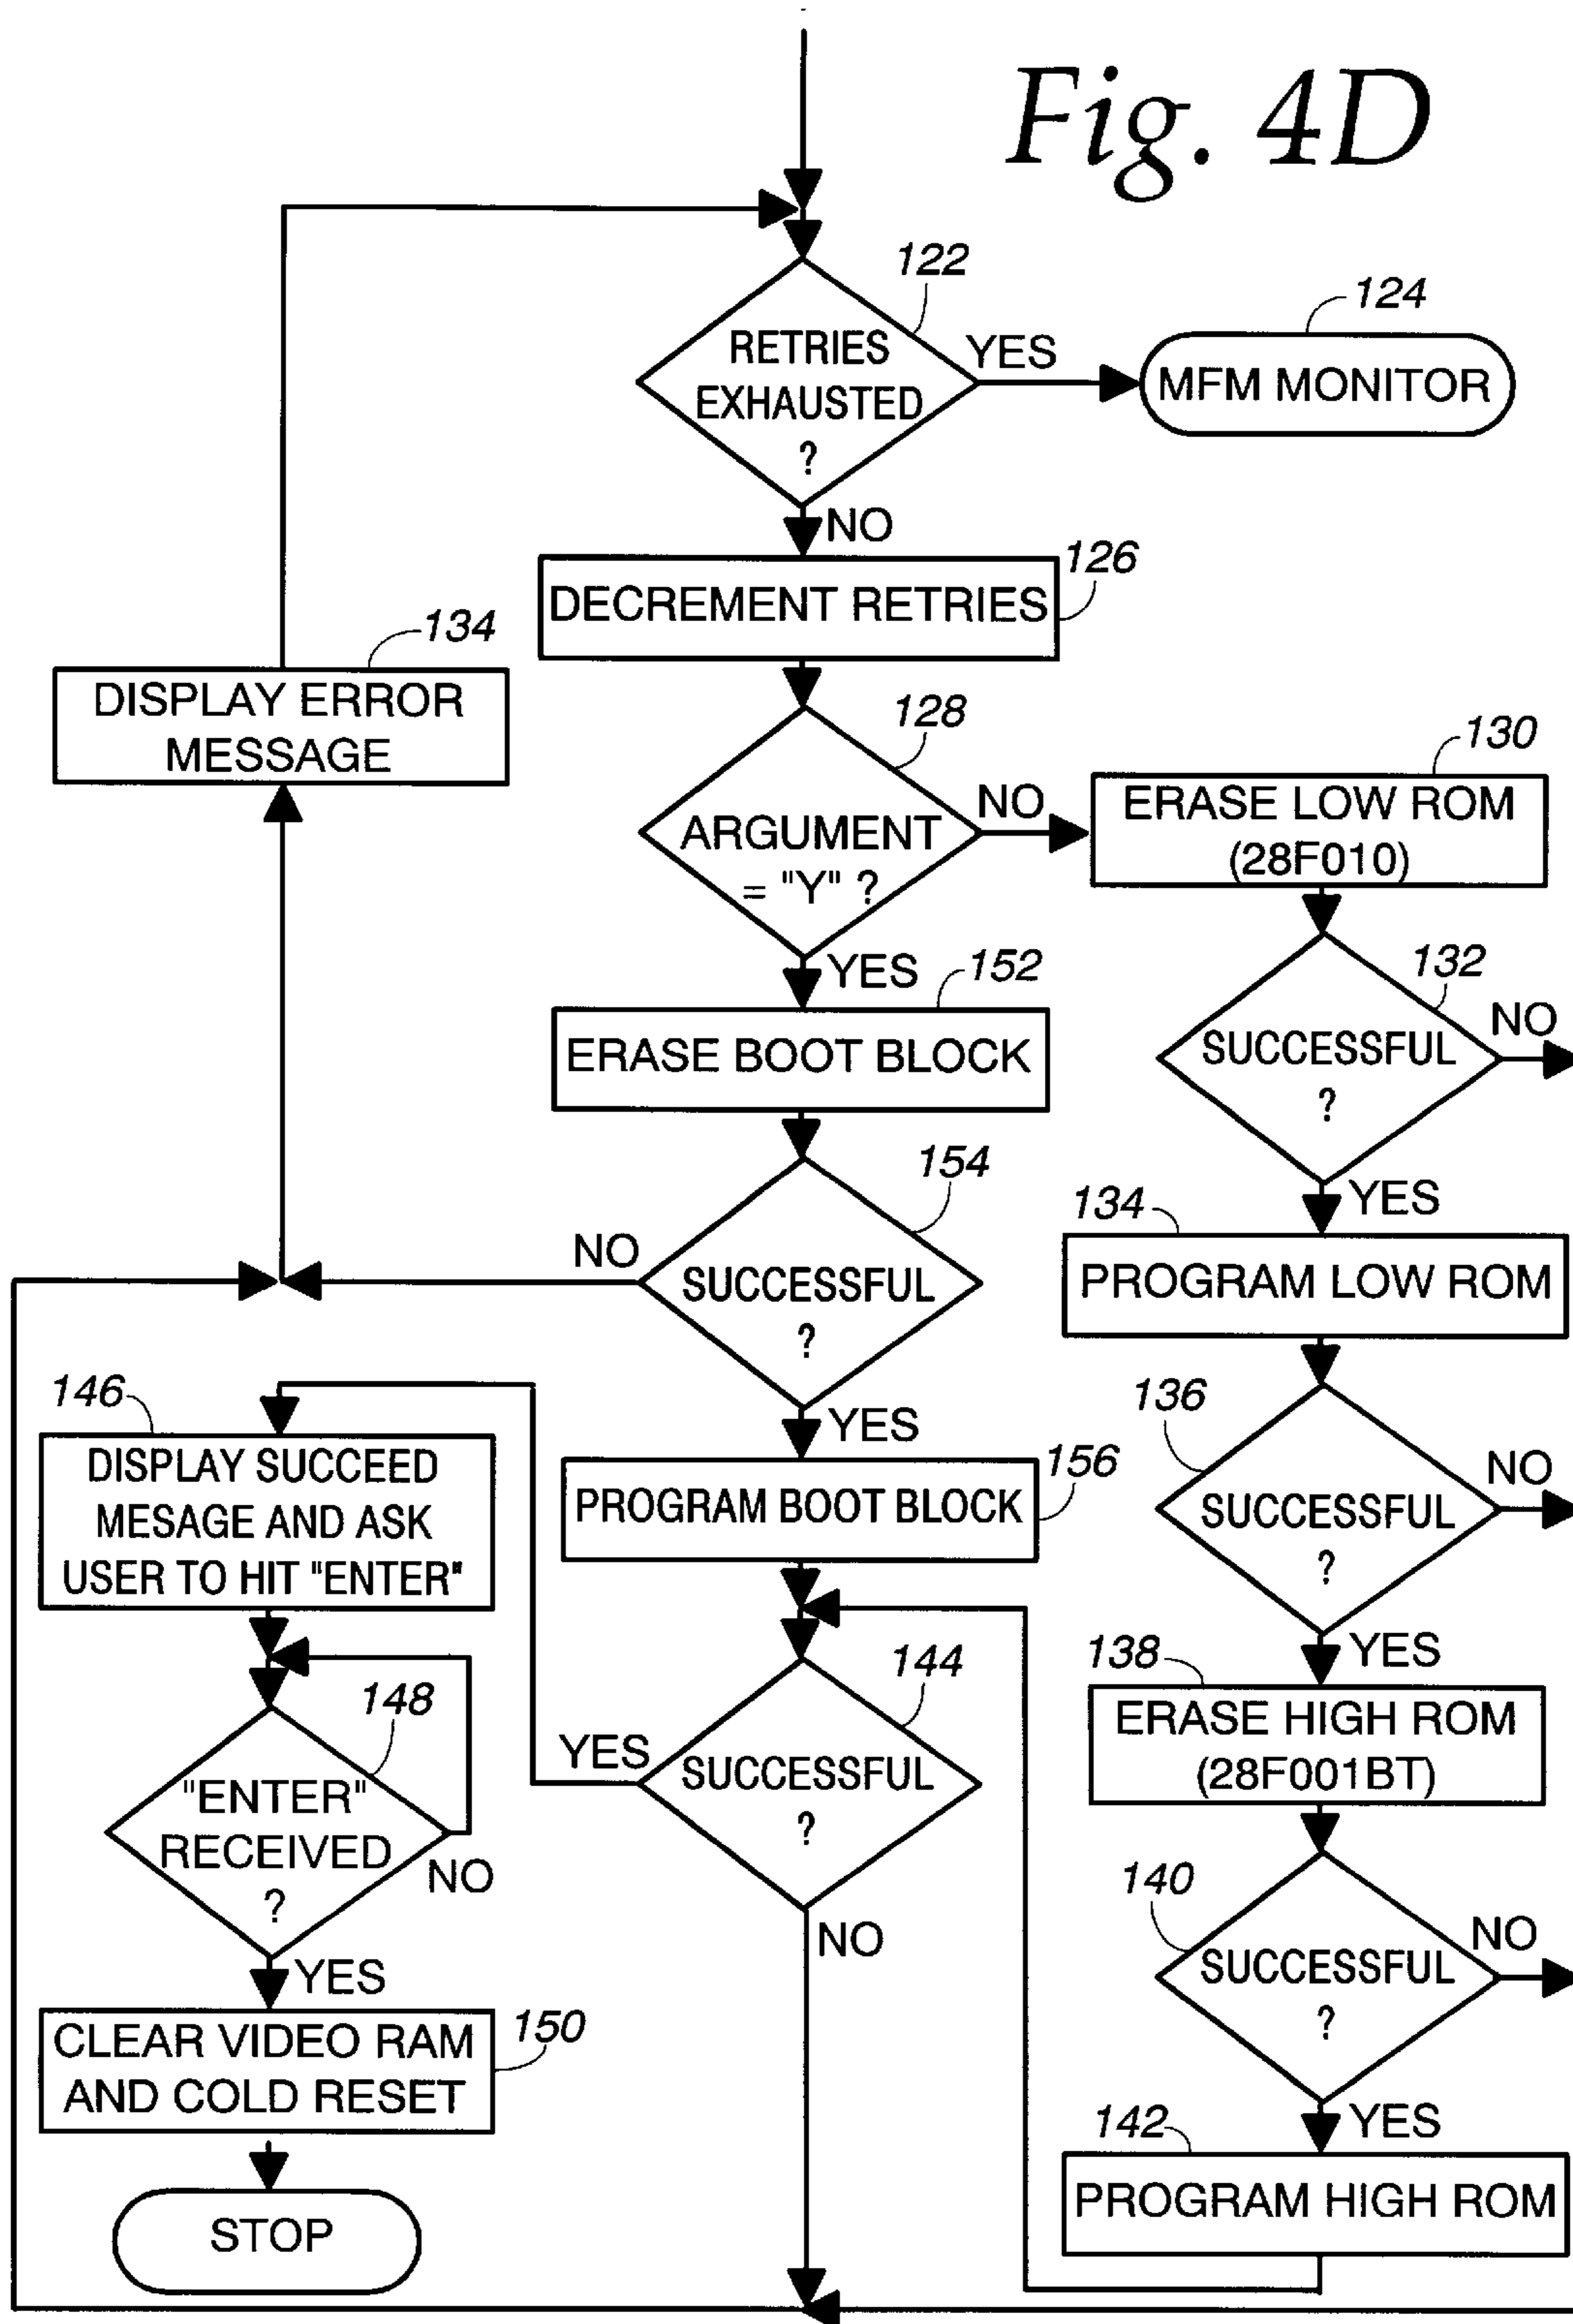 Fig. 4D
122
124
RETRIES
EXHAUSTED
?
YES
MFM MONITOR
NO
126
DECREMENT RETRIES
134
DISPLAY ERROR
MESSAGE
128
ARGUMENT
= "Y" ?
NO
130
ERASE LOW ROM
(28F010)
YES
152
ERASE BOOT BLOCK
132
SUCCESSFUL
?
NO
154
NO
SUCCESSFUL
?
YES
134
PROGRAM LOW ROM
146
DISPLAY SUCCEED
MESAGE AND ASK
USER TO HIT "ENTER"
YES
156
PROGRAM BOOT BLOCK
136
SUCCESSFUL
?
NO
148
"ENTER"
RECEIVED
?
NO
YES
144
SUCCESSFUL
?
YES
138
ERASE HIGH ROM
(28F001BT)
YES
150
CLEAR VIDEO RAM
AND COLD RESET
NO
140
SUCCESSFUL
?
NO
STOP
YES
142
PROGRAM HIGH ROM